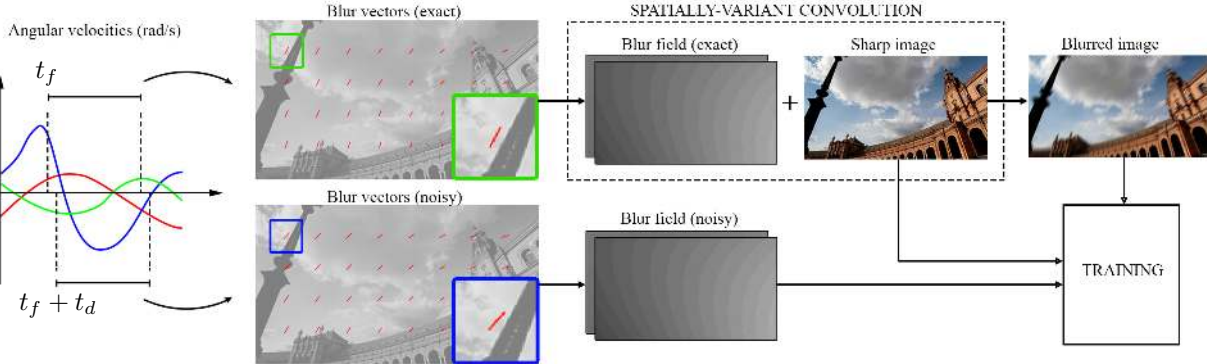 Angular velocities (rad/s)
t_f
t_f + t_d
Blur vectors (exact)
Blur vectors (noisy)
SPATIALLY-VARIANT CONVOLUTION
Blur field (exact)
+
Sharp image
Blurred image
Blur field (noisy)
TRAINING